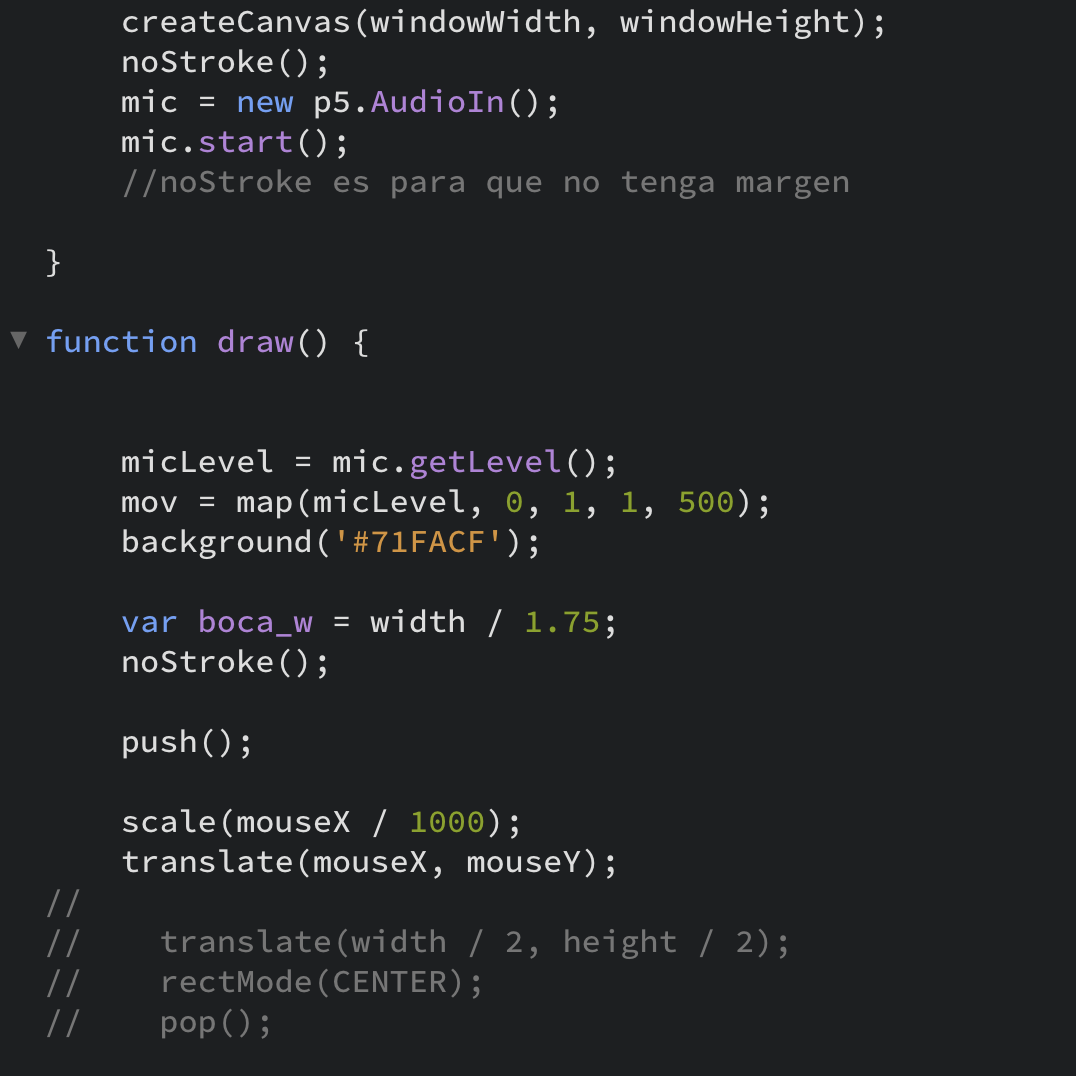 createCanvas(windowWidth, windowHeight);
noStroke();
mic = new p5.AudioIn();
mic.start();
//noStroke es para que no tenga margen
}
function draw() {
micLevel = mic.getLevel();
mov = map(micLevel, 0, 1, 1, 500);
background('#71FACF');
var boca_w = width / 1.75;
noStroke();
push();
scale(mouseX / 1000);
translate(mouseX, mouseY);
//
//    translate(width / 2, height / 2);
//    rectMode(CENTER);
//    pop();